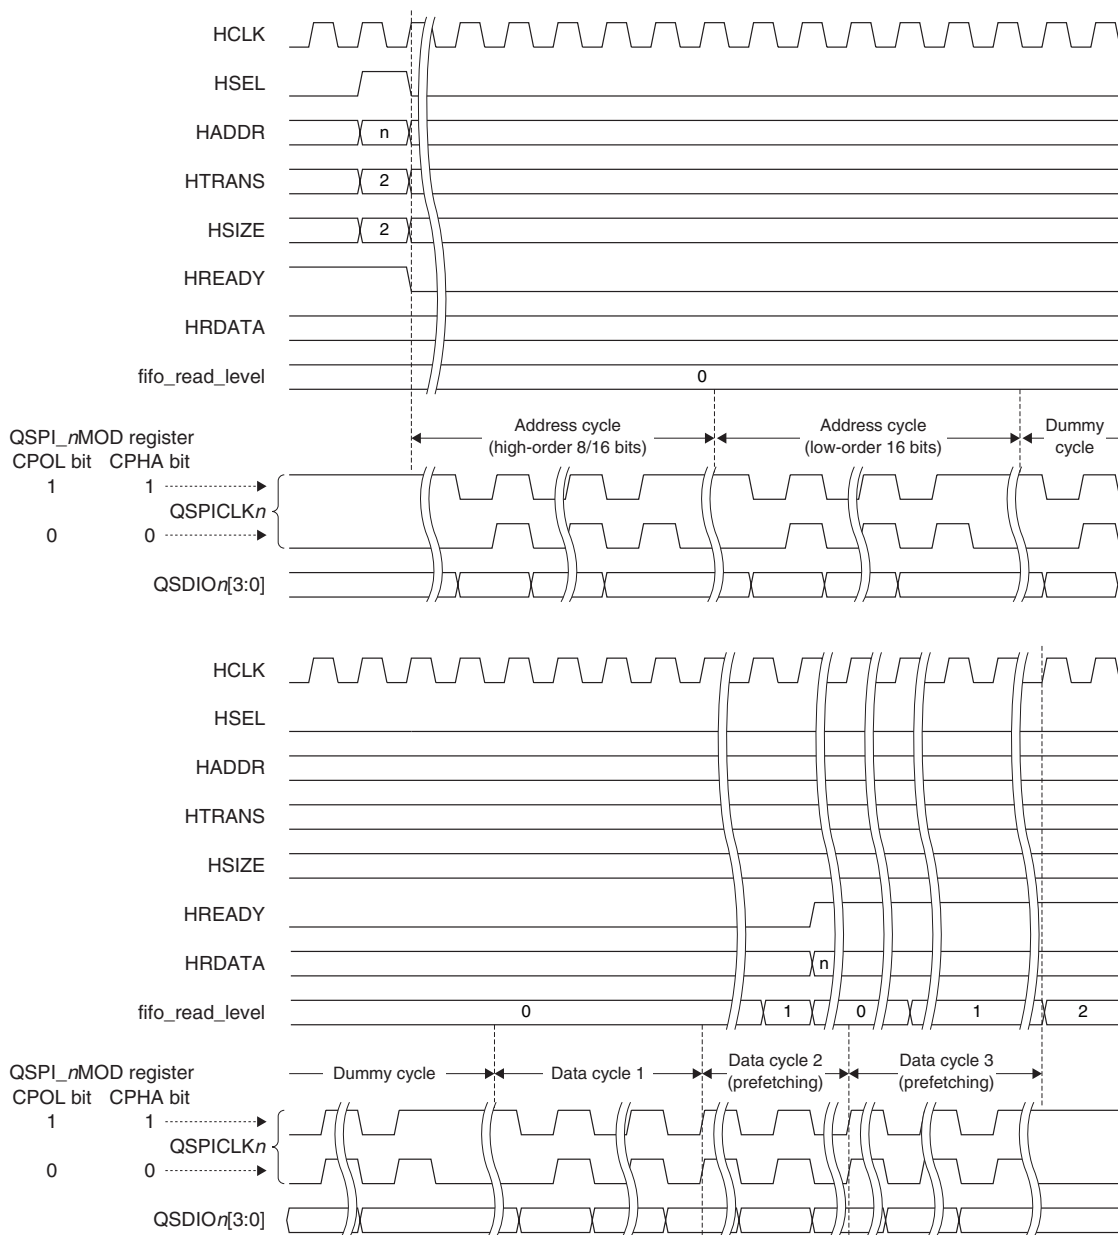 HCLK
HSEL
HADDR n
HTRANS 2
HSIZE 2
HREADY
HRDATA
fifo_read_level 0
Address cycle
(high-order 8/16 bits)
Address cycle
(low-order 16 bits)
Dummy
cycle
QSPI_nMOD register
CPOL bit CPHA bit
1 1
QSPICLKn
0 0
QSDIOn[3:0]
HCLK
HSEL
HADDR
HTRANS
HSIZE
HREADY
HRDATA n
fifo_read_level 0 1 0 1 2
Dummy cycle
Data cycle 1
Data cycle 2
(prefetching)
Data cycle 3
(prefetching)
QSPI_nMOD register
CPOL bit CPHA bit
1 1
QSPICLKn
0 0
QSDIOn[3:0]